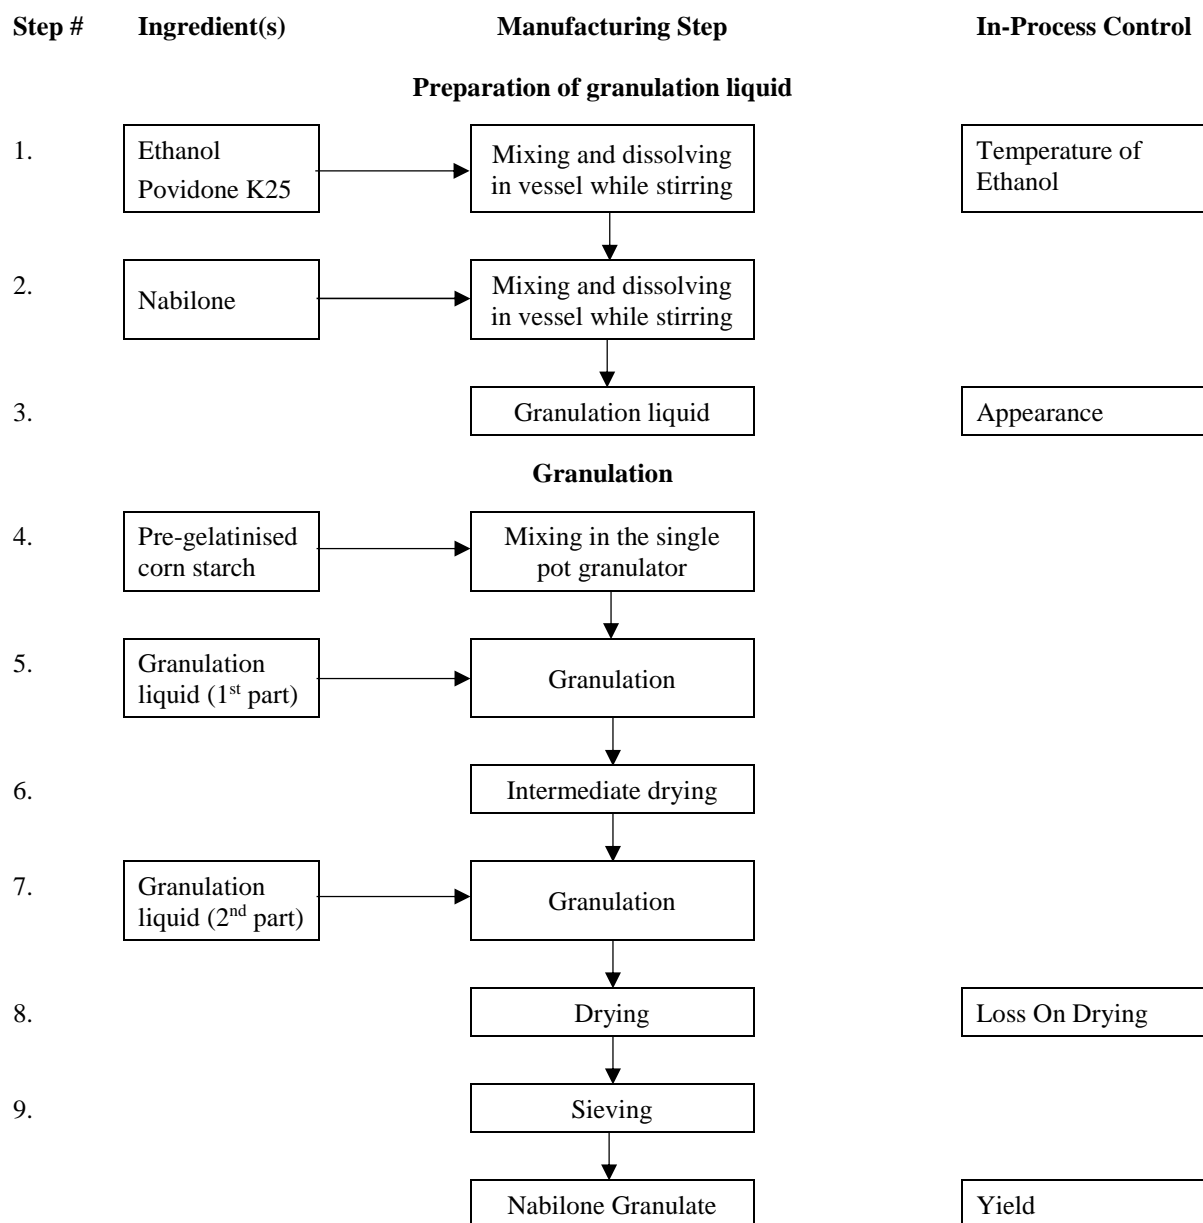 Step # Ingredient(s) Manufacturing Step In-Process Control
Preparation of granulation liquid
1.
Ethanol
Povidone K25
Mixing and dissolving
in vessel while stirring
Temperature of
Ethanol
2.
Nabilone
Mixing and dissolving
in vessel while stirring
3.
Granulation liquid
Appearance
Granulation
4.
Pre-gelatinised
corn starch
Mixing in the single
pot granulator
5.
Granulation
liquid (1st part)
Granulation
6.
Intermediate drying
7.
Granulation
liquid (2nd part)
Granulation
8.
Drying
Loss On Drying
9.
Sieving
Nabilone Granulate
Yield